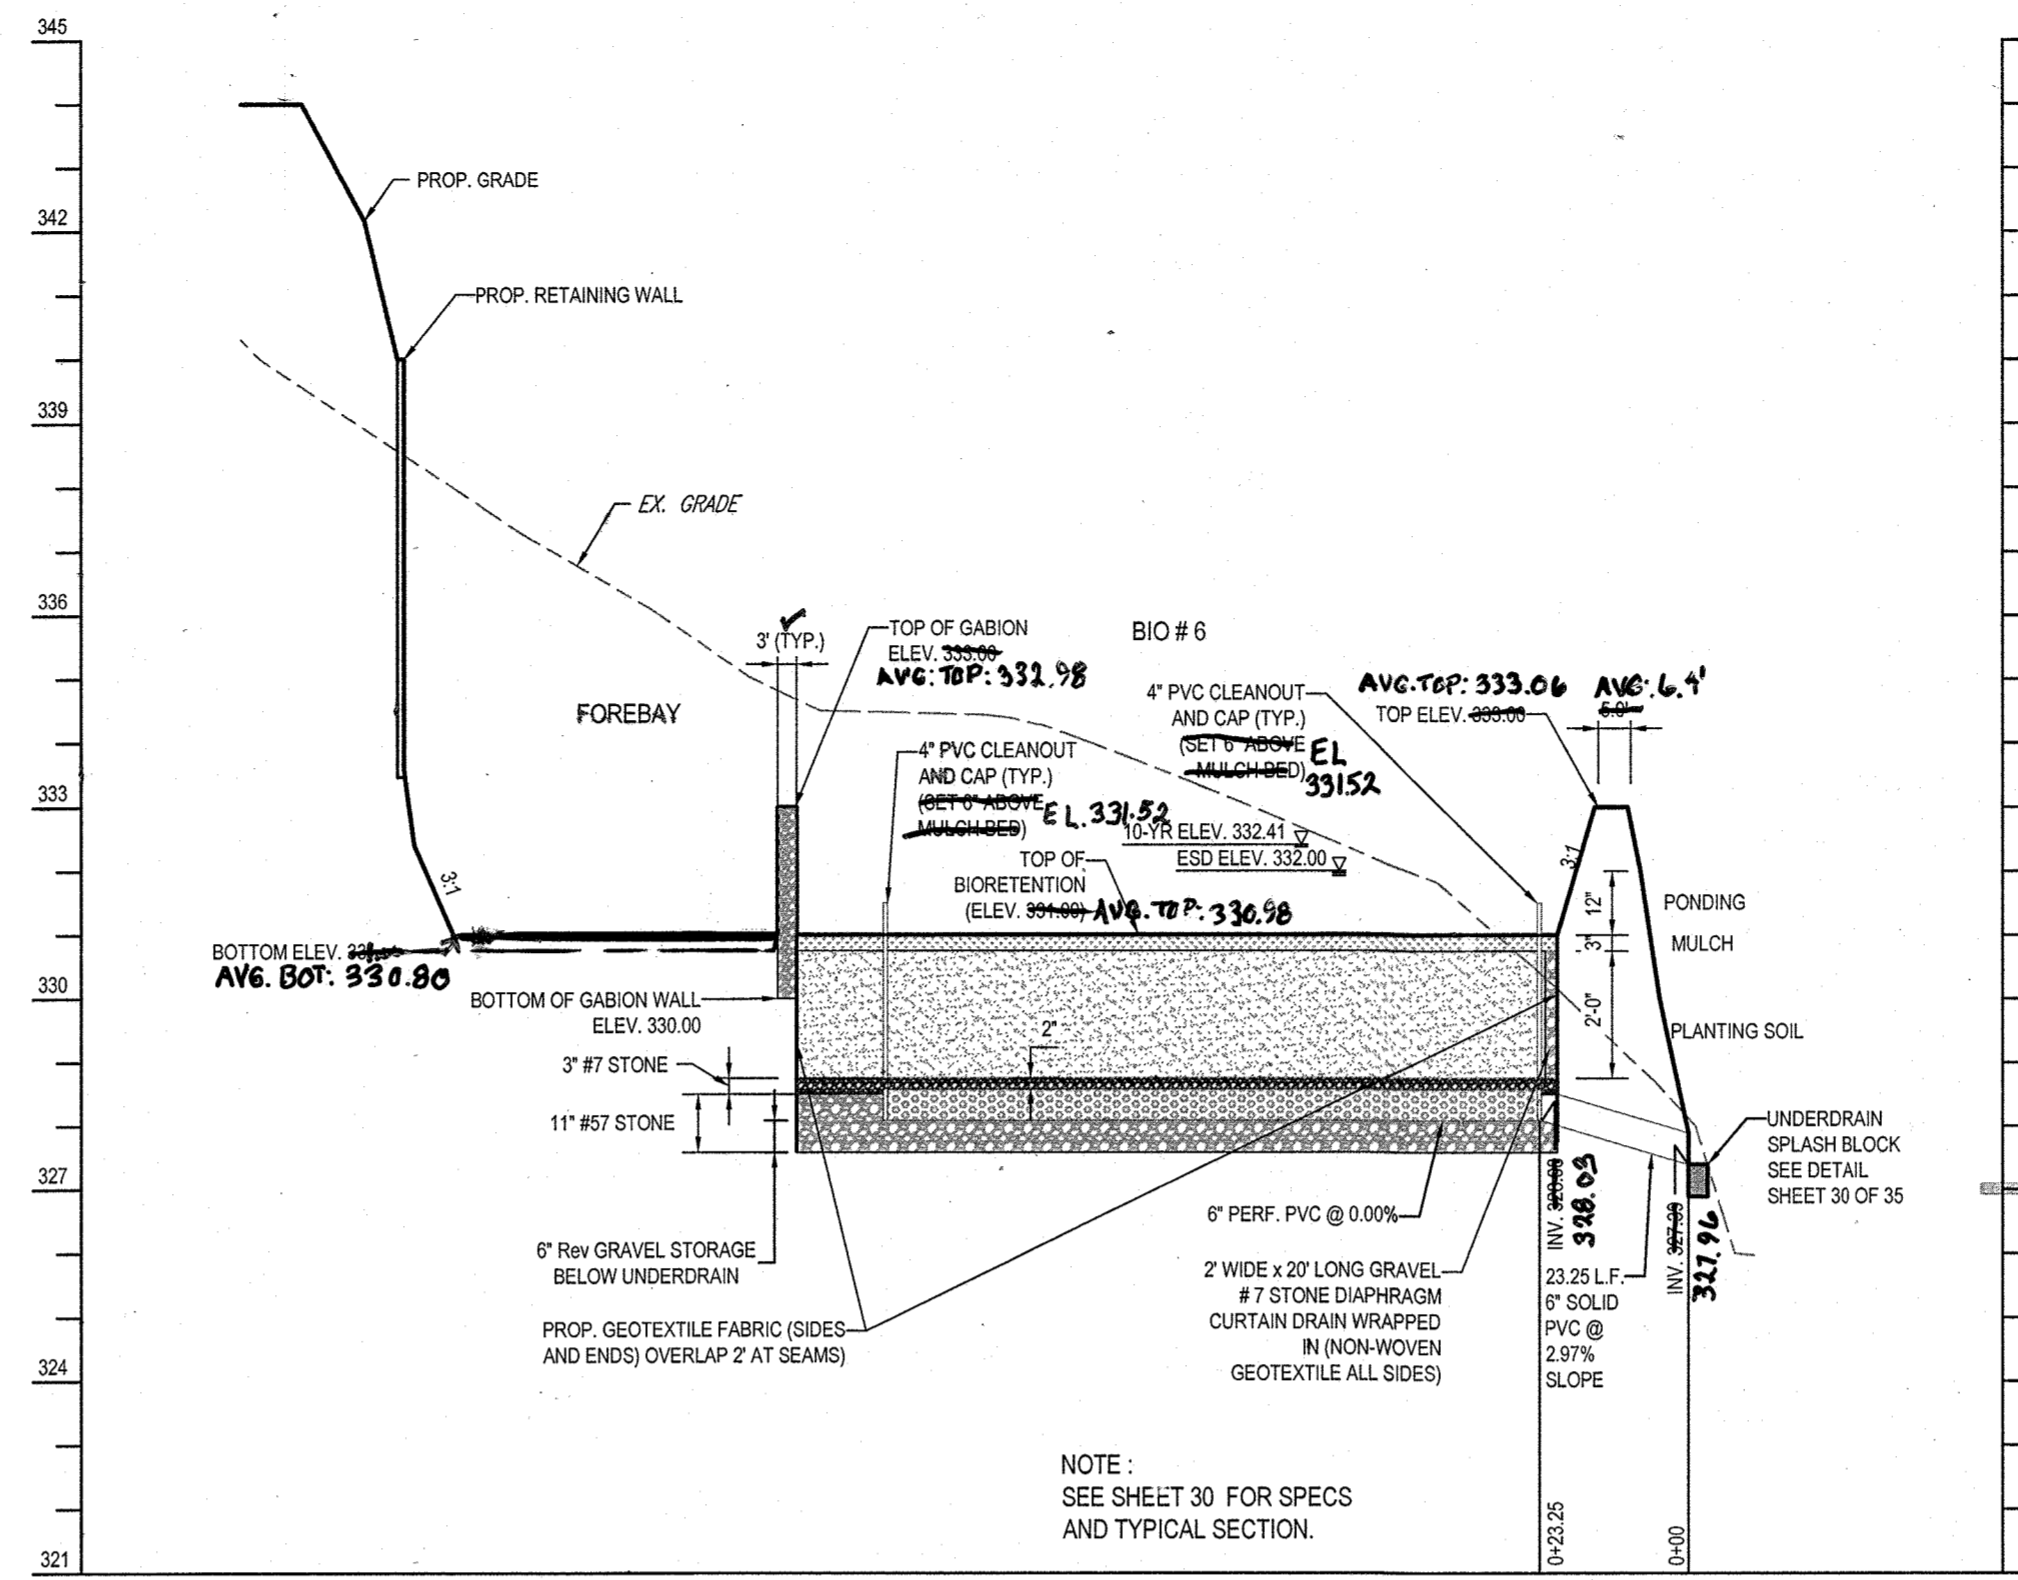 345
342
339
336
333
330
327
324
321
PROP. GRADE
PROP. RETAINING WALL
EX. GRADE
FOREBAY
3:1
BOTTOM ELEV.
AVG. BOT: 330.80
3' (TYP.)
TOP OF GABION
ELEV. 333.00
AVG: TOP: 332.98
BIO # 6
4" PVC CLEANOUT
AND CAP (TYP.)
(SET 6" ABOVE
MULCH BED)
EL. 331.52
4" PVC CLEANOUT
AND CAP (TYP.)
(SET 6" ABOVE
MULCH BED)
EL
331.52
AVG. TOP: 333.06
TOP ELEV. 333.00
AVG: 6.4'
5.0'
10-YR ELEV. 332.41
ESD ELEV. 332.00
TOP OF
BIORETENTION
(ELEV. 331.00)
AVG. TOP: 330.98
3:1
12"
PONDING
3"
MULCH
2'-0"
PLANTING SOIL
BOTTOM OF GABION WALL
ELEV. 330.00
3" #7 STONE
2"
11" #57 STONE
6" Rev GRAVEL STORAGE
BELOW UNDERDRAIN
PROP. GEOTEXTILE FABRIC (SIDES
AND ENDS) OVERLAP 2' AT SEAMS)
6" PERF. PVC @ 0.00%
2' WIDE x 20' LONG GRAVEL
# 7 STONE DIAPHRAGM
CURTAIN DRAIN WRAPPED
IN (NON-WOVEN
GEOTEXTILE ALL SIDES)
INV.
328.03
23.25 L.F.
6" SOLID
PVC @
2.97%
SLOPE
INV.
327.96
UNDERDRAIN
SPLASH BLOCK
SEE DETAIL
SHEET 30 OF 35
0+23.25
0+00
NOTE :
SEE SHEET 30 FOR SPECS
AND TYPICAL SECTION.